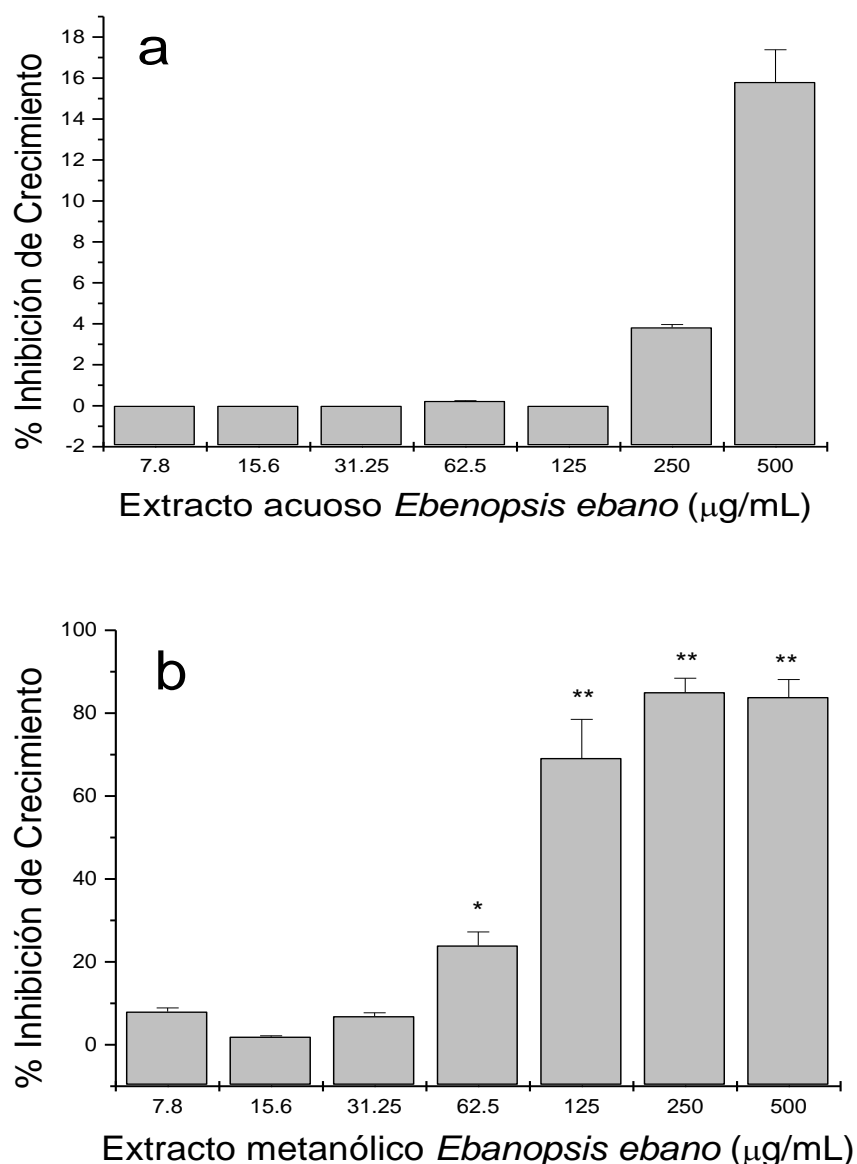 a
% Inhibición de Crecimiento
18
16
14
12
10
8
6
4
2
0
-2
7.8 15.6 31.25 62.5 125 250 500
Extracto acuoso Ebenopsis ebano (μg/mL)
b
% Inhibición de Crecimiento
100
80
60
40
20
0
* ** ** **
7.8 15.6 31.25 62.5 125 250 500
Extracto metanólico Ebanopsis ebano (μg/mL)